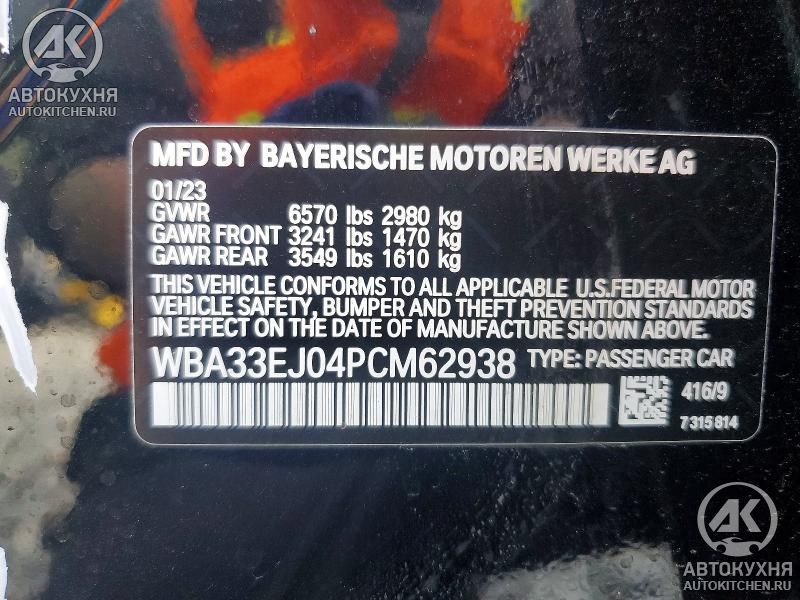 АК
АВТОКУХНЯ
AUTOKITCHEN.RU
MFD BY BAYERISCHE MOTOREN WERKE AG
01/23
GVWR 6570 lbs 2980 kg
GAWR FRONT 3241 lbs 1470 kg
GAWR REAR 3549 lbs 1610 kg
THIS VEHICLE CONFORMS TO ALL APPLICABLE U.S.FEDERAL MOTOR
VEHICLE SAFETY, BUMPER AND THEFT PREVENTION STANDARDS
IN EFFECT ON THE DATE OF MANUFACTURE SHOWN ABOVE.
WBA33EJ04PCM62938 TYPE: PASSENGER CAR
416/9
7315814
АК
АВТОКУХНЯ
AUTOKITCHEN.RU